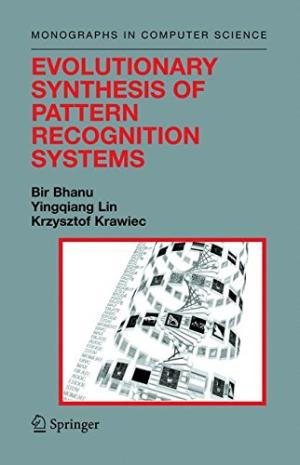 MONOGRAPHS IN COMPUTER SCIENCE
EVOLUTIONARY
SYNTHESIS OF
PATTERN
RECOGNITION
SYSTEMS
Bir Bhanu
Yingqiang Lin
Krzysztof Krawiec
Springer